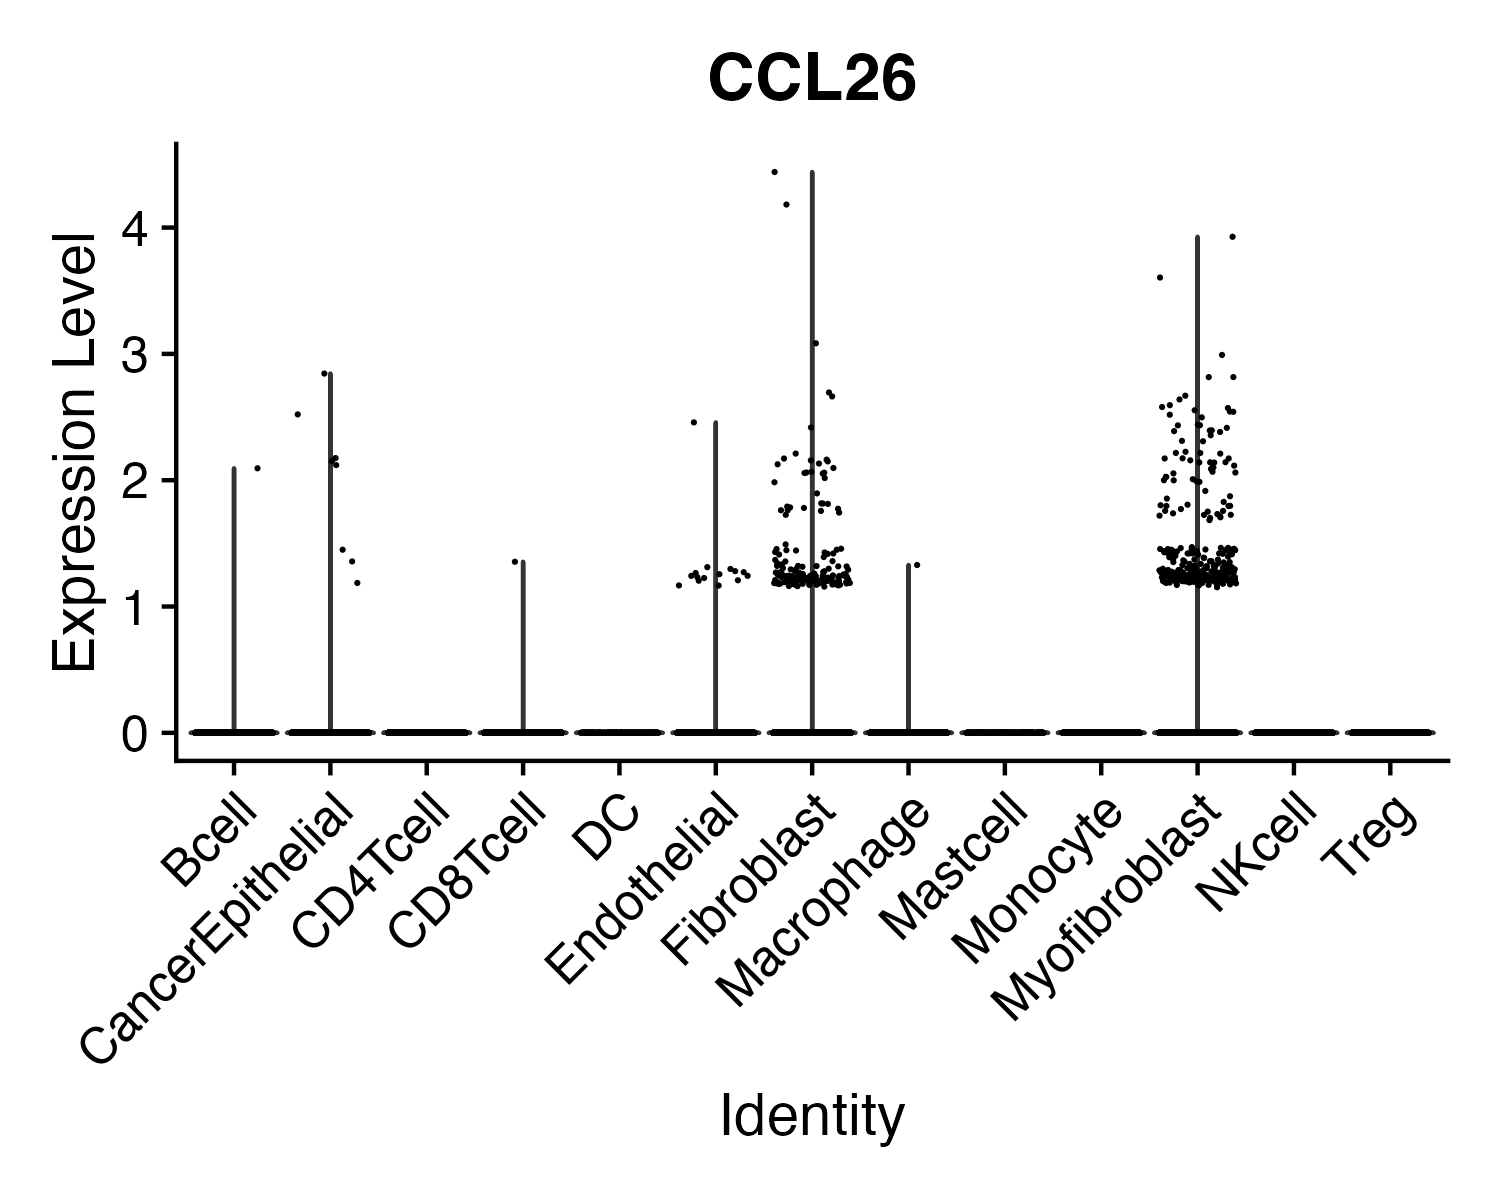 CCL26
Expression Level
4
3
2
1
0
Bcell
CancerEpithelial
CD4Tcell
CD8Tcell
DC
Endothelial
Fibroblast
Macrophage
Mastcell
Monocyte
Myofibroblast
NKcell
Treg
Identity